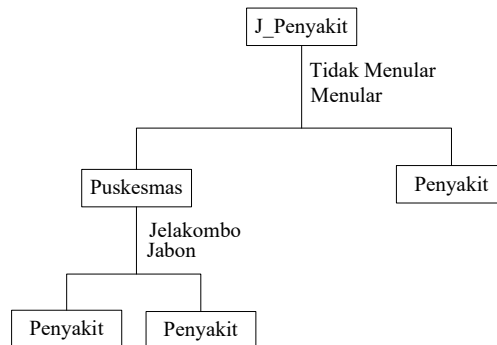 J_Penyakit
Tidak Menular
Menular
Puskesmas
Penyakit
Jelakombo
Jabon
Penyakit
Penyakit